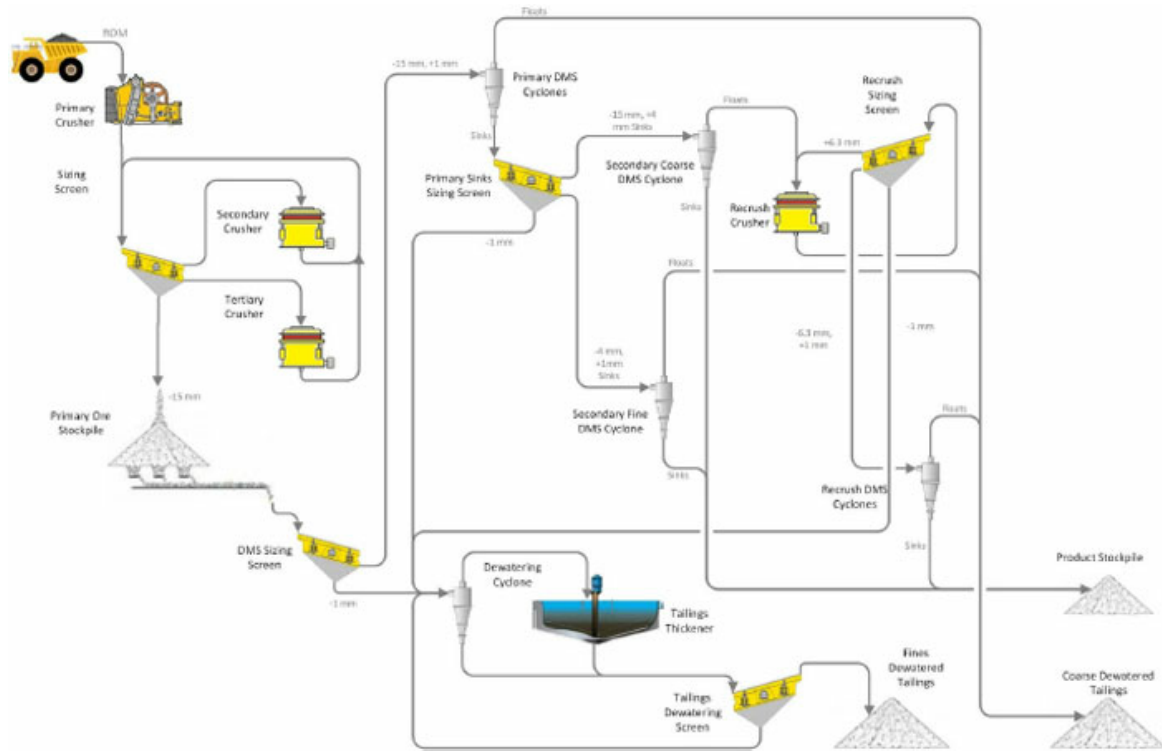 Floats
ROM
-15 mm, +1 mm
Primary DMS
Cyclones
Primary
Crusher
Recrush
Sizing
Screen
Floats
-15 mm, +4
mm Sinks
Sinks
+6.3 mm
Sizing
Screen
Primary Sinks
Sizing Screen
Secondary Coarse
DMS Cyclone
Secondary
Crusher
Sinks
Recrush
Crusher
-1 mm
Floats
Tertiary
Crusher
-6.3 mm,
+1 mm
-1 mm
-4 mm,
+1mm
Sinks
-15 mm
Primary Ore
Stockpile
Secondary Fine
DMS Cyclone
Floats
Sinks
Recrush DMS
Cyclones
DMS Sizing
Screen
Sinks
Product Stockpile
Dewatering
Cyclone
-1 mm
Tailings
Thickener
Fines
Dewatered
Tailings
Coarse Dewatered
Tailings
Tailings
Dewatering
Screen